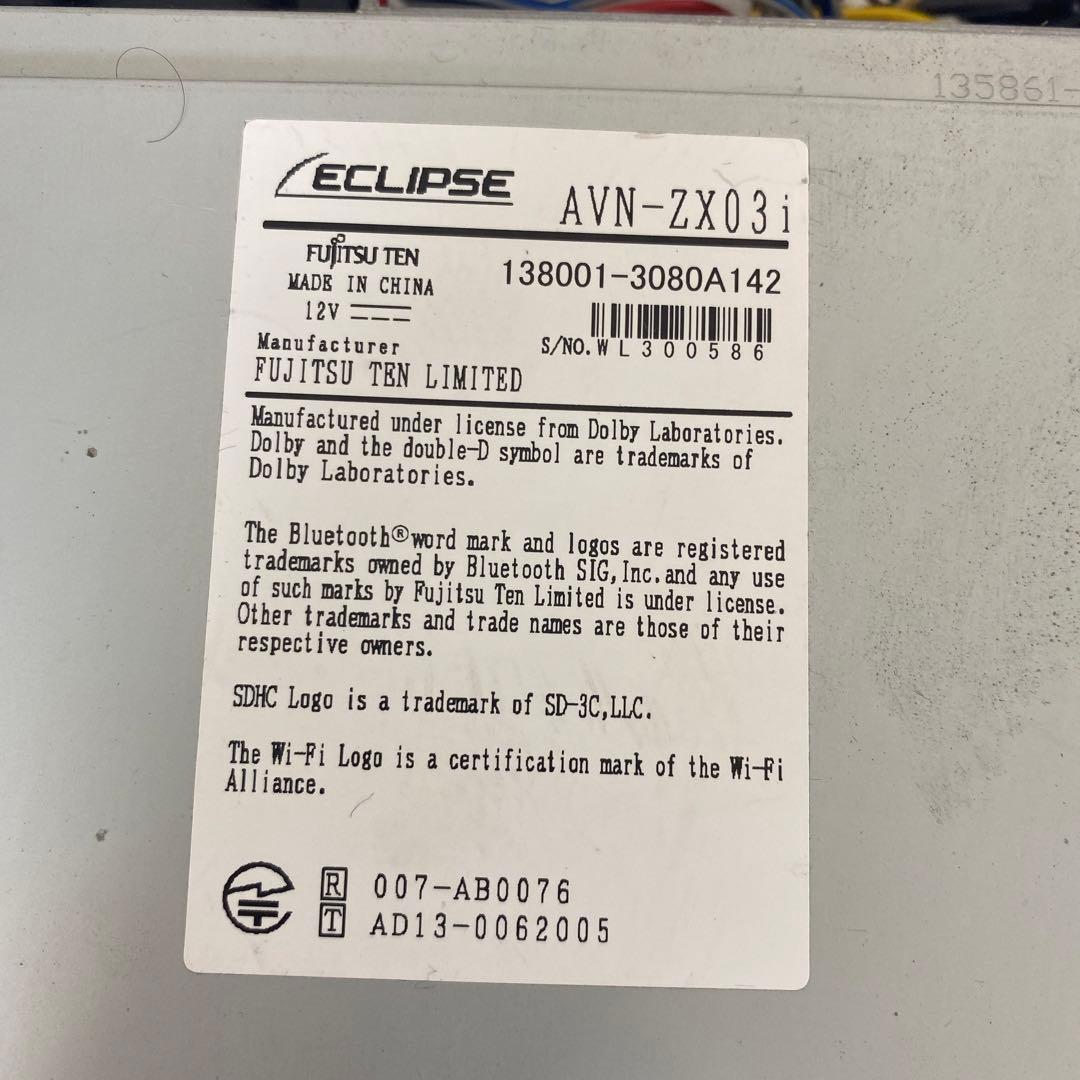 135861-
ECLIPSE AVN-ZX03i
FUJITSU TEN
MADE IN CHINA
138001-3080A142
12V
S/NO.WL300586
Manufacturer
FUJITSU TEN LIMITED
Manufactured under license from Dolby Laboratories.
Dolby and the double-D symbol are trademarks of
Dolby Laboratories.
The Bluetooth® word mark and logos are registered
trademarks owned by Bluetooth SIG,Inc.and any use
of such marks by Fujitsu Ten Limited is under license.
Other trademarks and trade names are those of their
respective owners.
SDHC Logo is a trademark of SD-3C,LLC.
The Wi-Fi Logo is a certification mark of the Wi-Fi
Alliance.
R 007-AB0076
T AD13-0062005